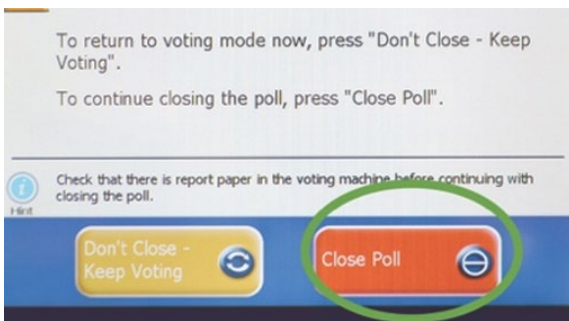 To return to voting mode now, press "Don't Close - Keep
Voting".
To continue closing the poll, press "Close Poll".
Check that there is report paper in the voting machine before continuing with
closing the poll.
Hint
Don't Close -
Keep Voting
Close Poll